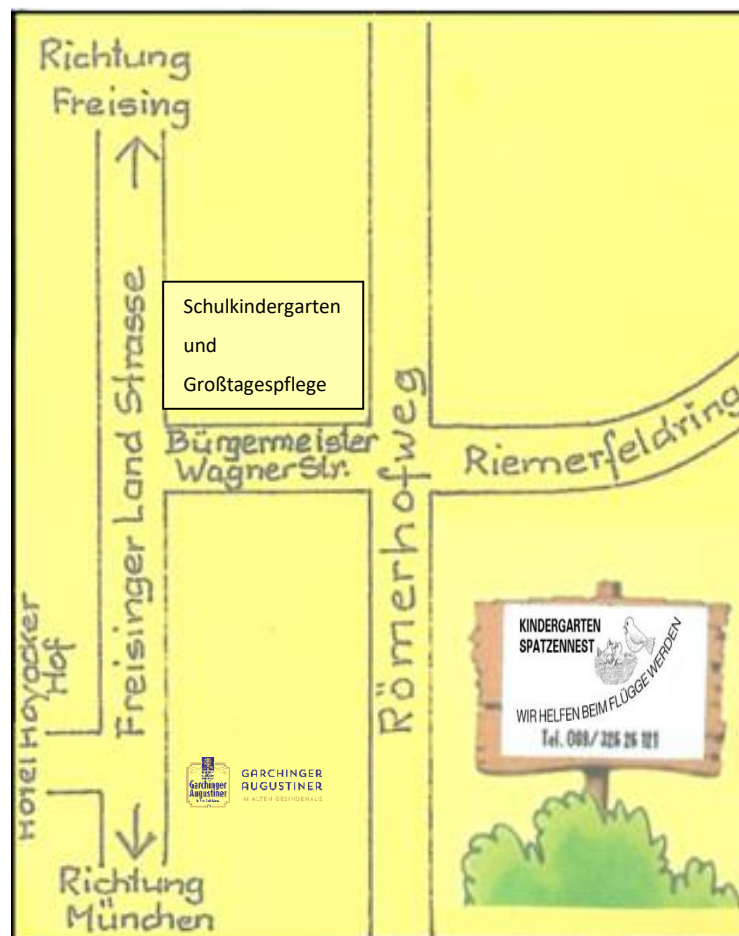 Richtung
Freising
Freisinger Land Strasse
Schulkindergarten
und
Großtagespflege
Bürgermeister
Wagner Str.
Römerhofweg
Riemerfeldring
KINDERGARTEN
SPATZENNEST
WIR HELFEN BEIM FLÜGGE WERDEN
Tel. 089/ 326 26 121
Hof
Garchinger
Augustiner
GARCHINGER
AUGUSTINER
IM ALTEN GESINDEHAUS
Hotel
Richtung
München